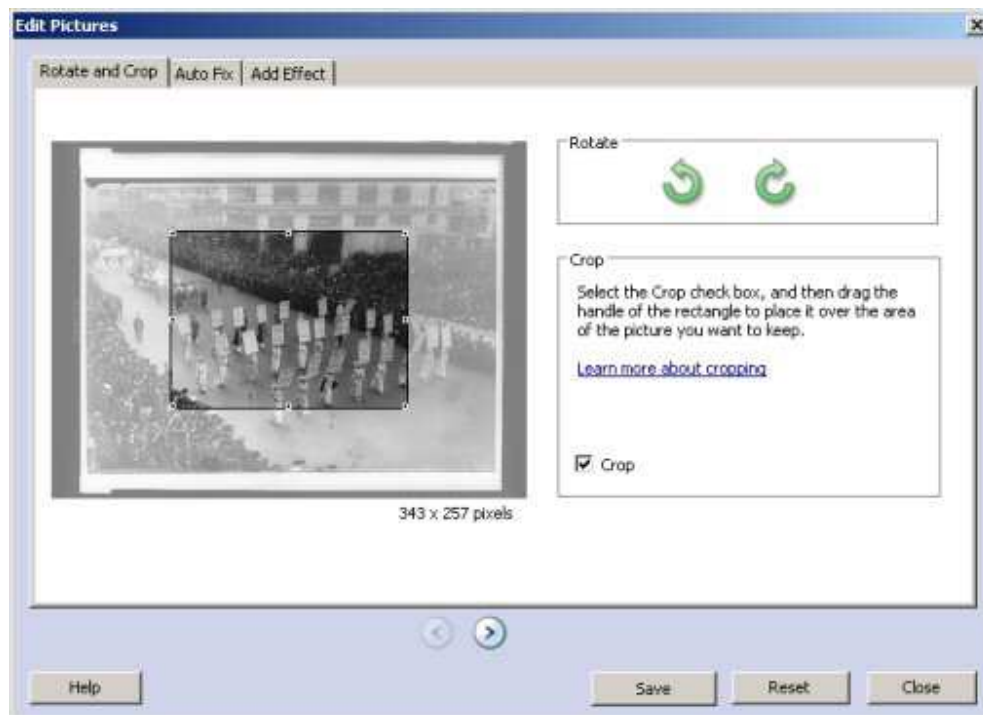 Edit Pictures
Rotate and Crop
Auto Fix
Add Effect
Rotate
Crop
Select the Crop check box, and then drag the
handle of the rectangle to place it over the area
of the picture you want to keep.
Learn more about cropping
Crop
343 x 257 pixels
Help
Save
Reset
Close